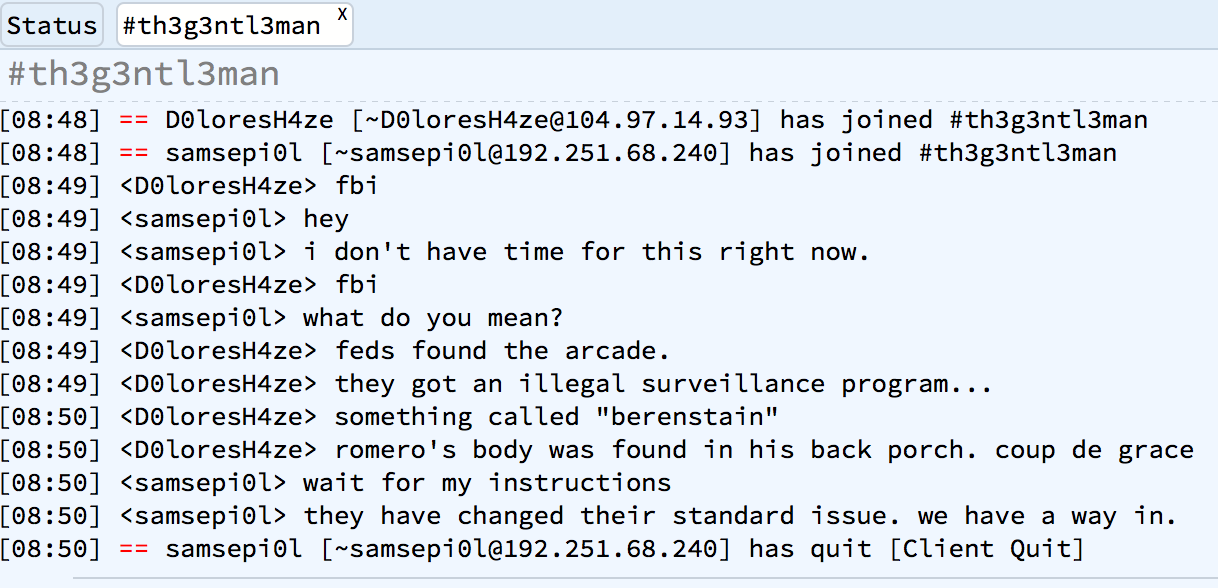 Status
#th3g3ntl3man X
#th3g3ntl3man
[08:48] == D0loresH4ze [~D0loresH4ze@104.97.14.93] has joined #th3g3ntl3man
[08:48] == samsepi0l [~samsepi0l@192.251.68.240] has joined #th3g3ntl3man
[08:49] <D0loresH4ze> fbi
[08:49] <samsepi0l> hey
[08:49] <samsepi0l> i don't have time for this right now.
[08:49] <D0loresH4ze> fbi
[08:49] <samsepi0l> what do you mean?
[08:49] <D0loresH4ze> feds found the arcade.
[08:49] <D0loresH4ze> they got an illegal surveillance program...
[08:50] <D0loresH4ze> something called "berenstain"
[08:50] <D0loresH4ze> romero's body was found in his back porch. coup de grace
[08:50] <samsepi0l> wait for my instructions
[08:50] <samsepi0l> they have changed their standard issue. we have a way in.
[08:50] == samsepi0l [~samsepi0l@192.251.68.240] has quit [Client Quit]